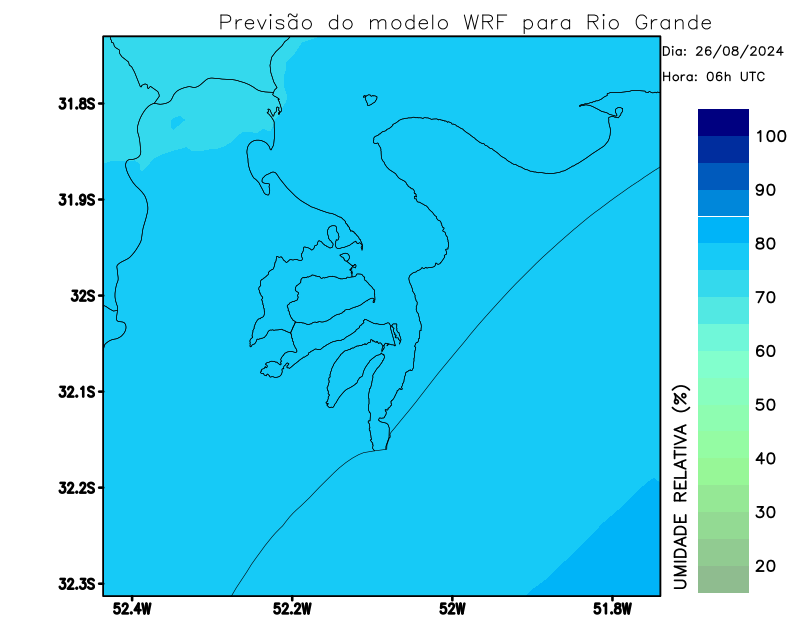 Previsão do modelo WRF para Rio Grande
Dia: 26/08/2024
Hora: 06h UTC
31.8S
31.9S
32S
32.1S
32.2S
32.3S
52.4W
52.2W
52W
51.8W
100
90
80
70
60
50
40
30
20
UMIDADE RELATIVA (%)